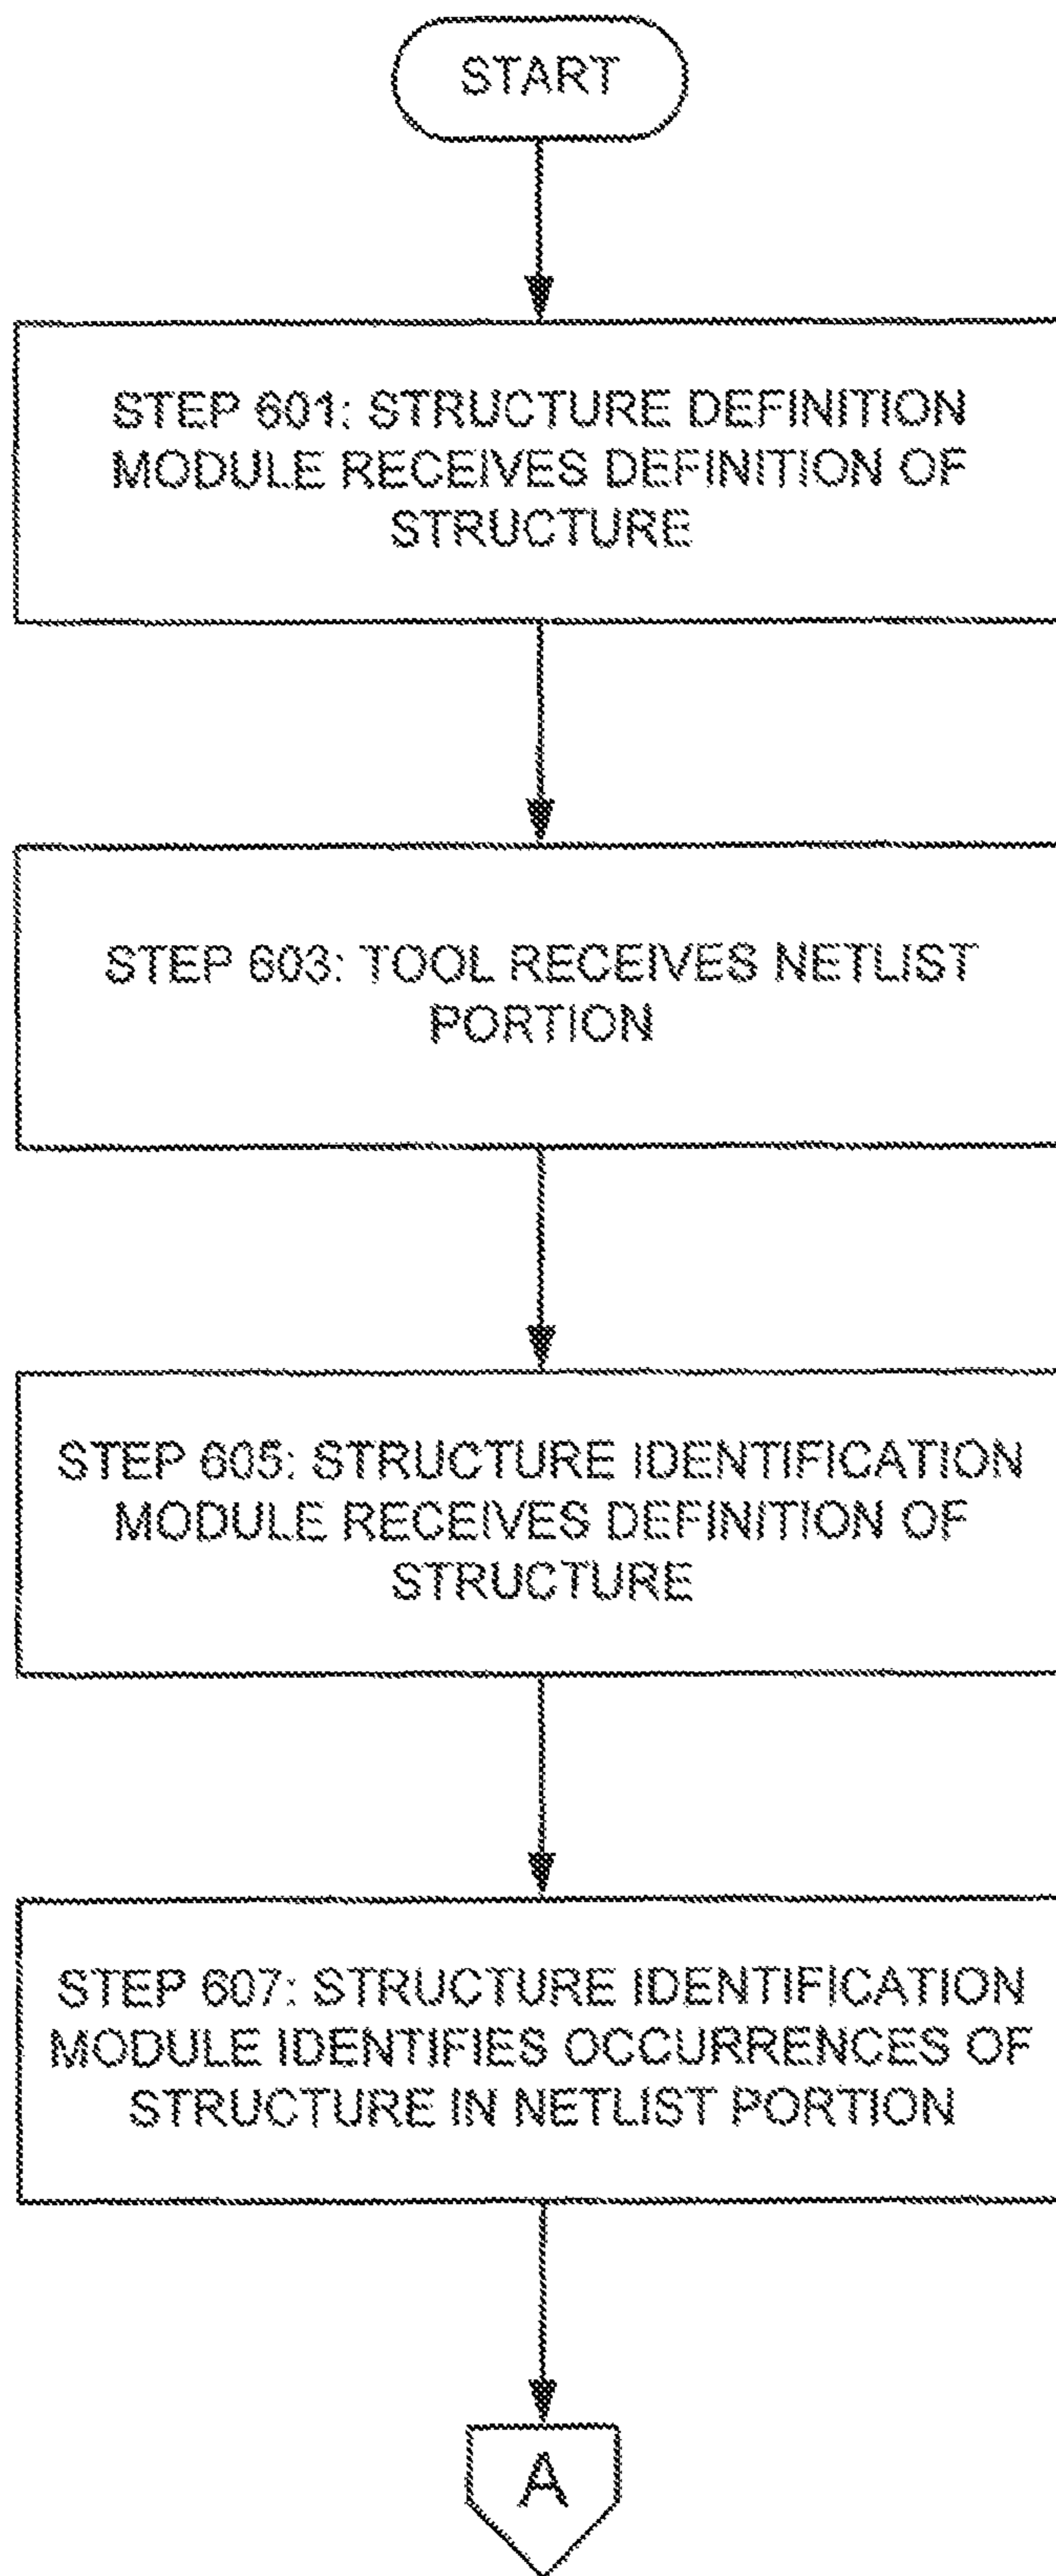 START
STEP 601: STRUCTURE DEFINITION
MODULE RECEIVES DEFINITION OF
STRUCTURE
STEP 603: TOOL RECEIVES NETLIST
PORTION
STEP 605: STRUCTURE IDENTIFICATION
MODULE RECEIVES DEFINITION OF
STRUCTURE
STEP 607: STRUCTURE IDENTIFICATION
MODULE IDENTIFIES OCCURRENCES OF
STRUCTURE IN NETLIST PORTION
A